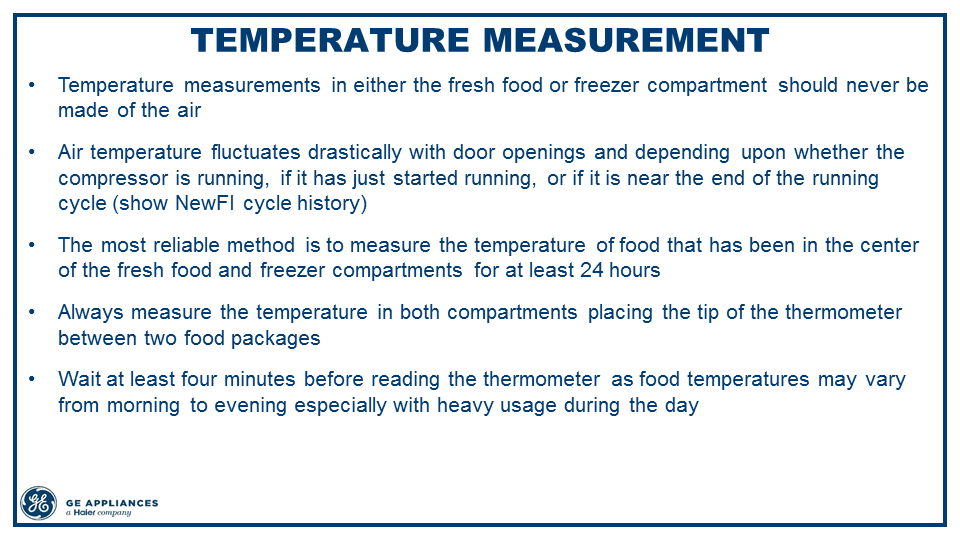 TEMPERATURE MEASUREMENT
• Temperature measurements in either the fresh food or freezer compartment should never be
made of the air
• Air temperature fluctuates drastically with door openings and depending upon whether the
compressor is running, if it has just started running, or if it is near the end of the running
cycle (show NewFI cycle history)
• The most reliable method is to measure the temperature of food that has been in the center
of the fresh food and freezer compartments for at least 24 hours
• Always measure the temperature in both compartments placing the tip of the thermometer
between two food packages
• Wait at least four minutes before reading the thermometer as food temperatures may vary
from morning to evening especially with heavy usage during the day
GE APPLIANCES
a Haier company